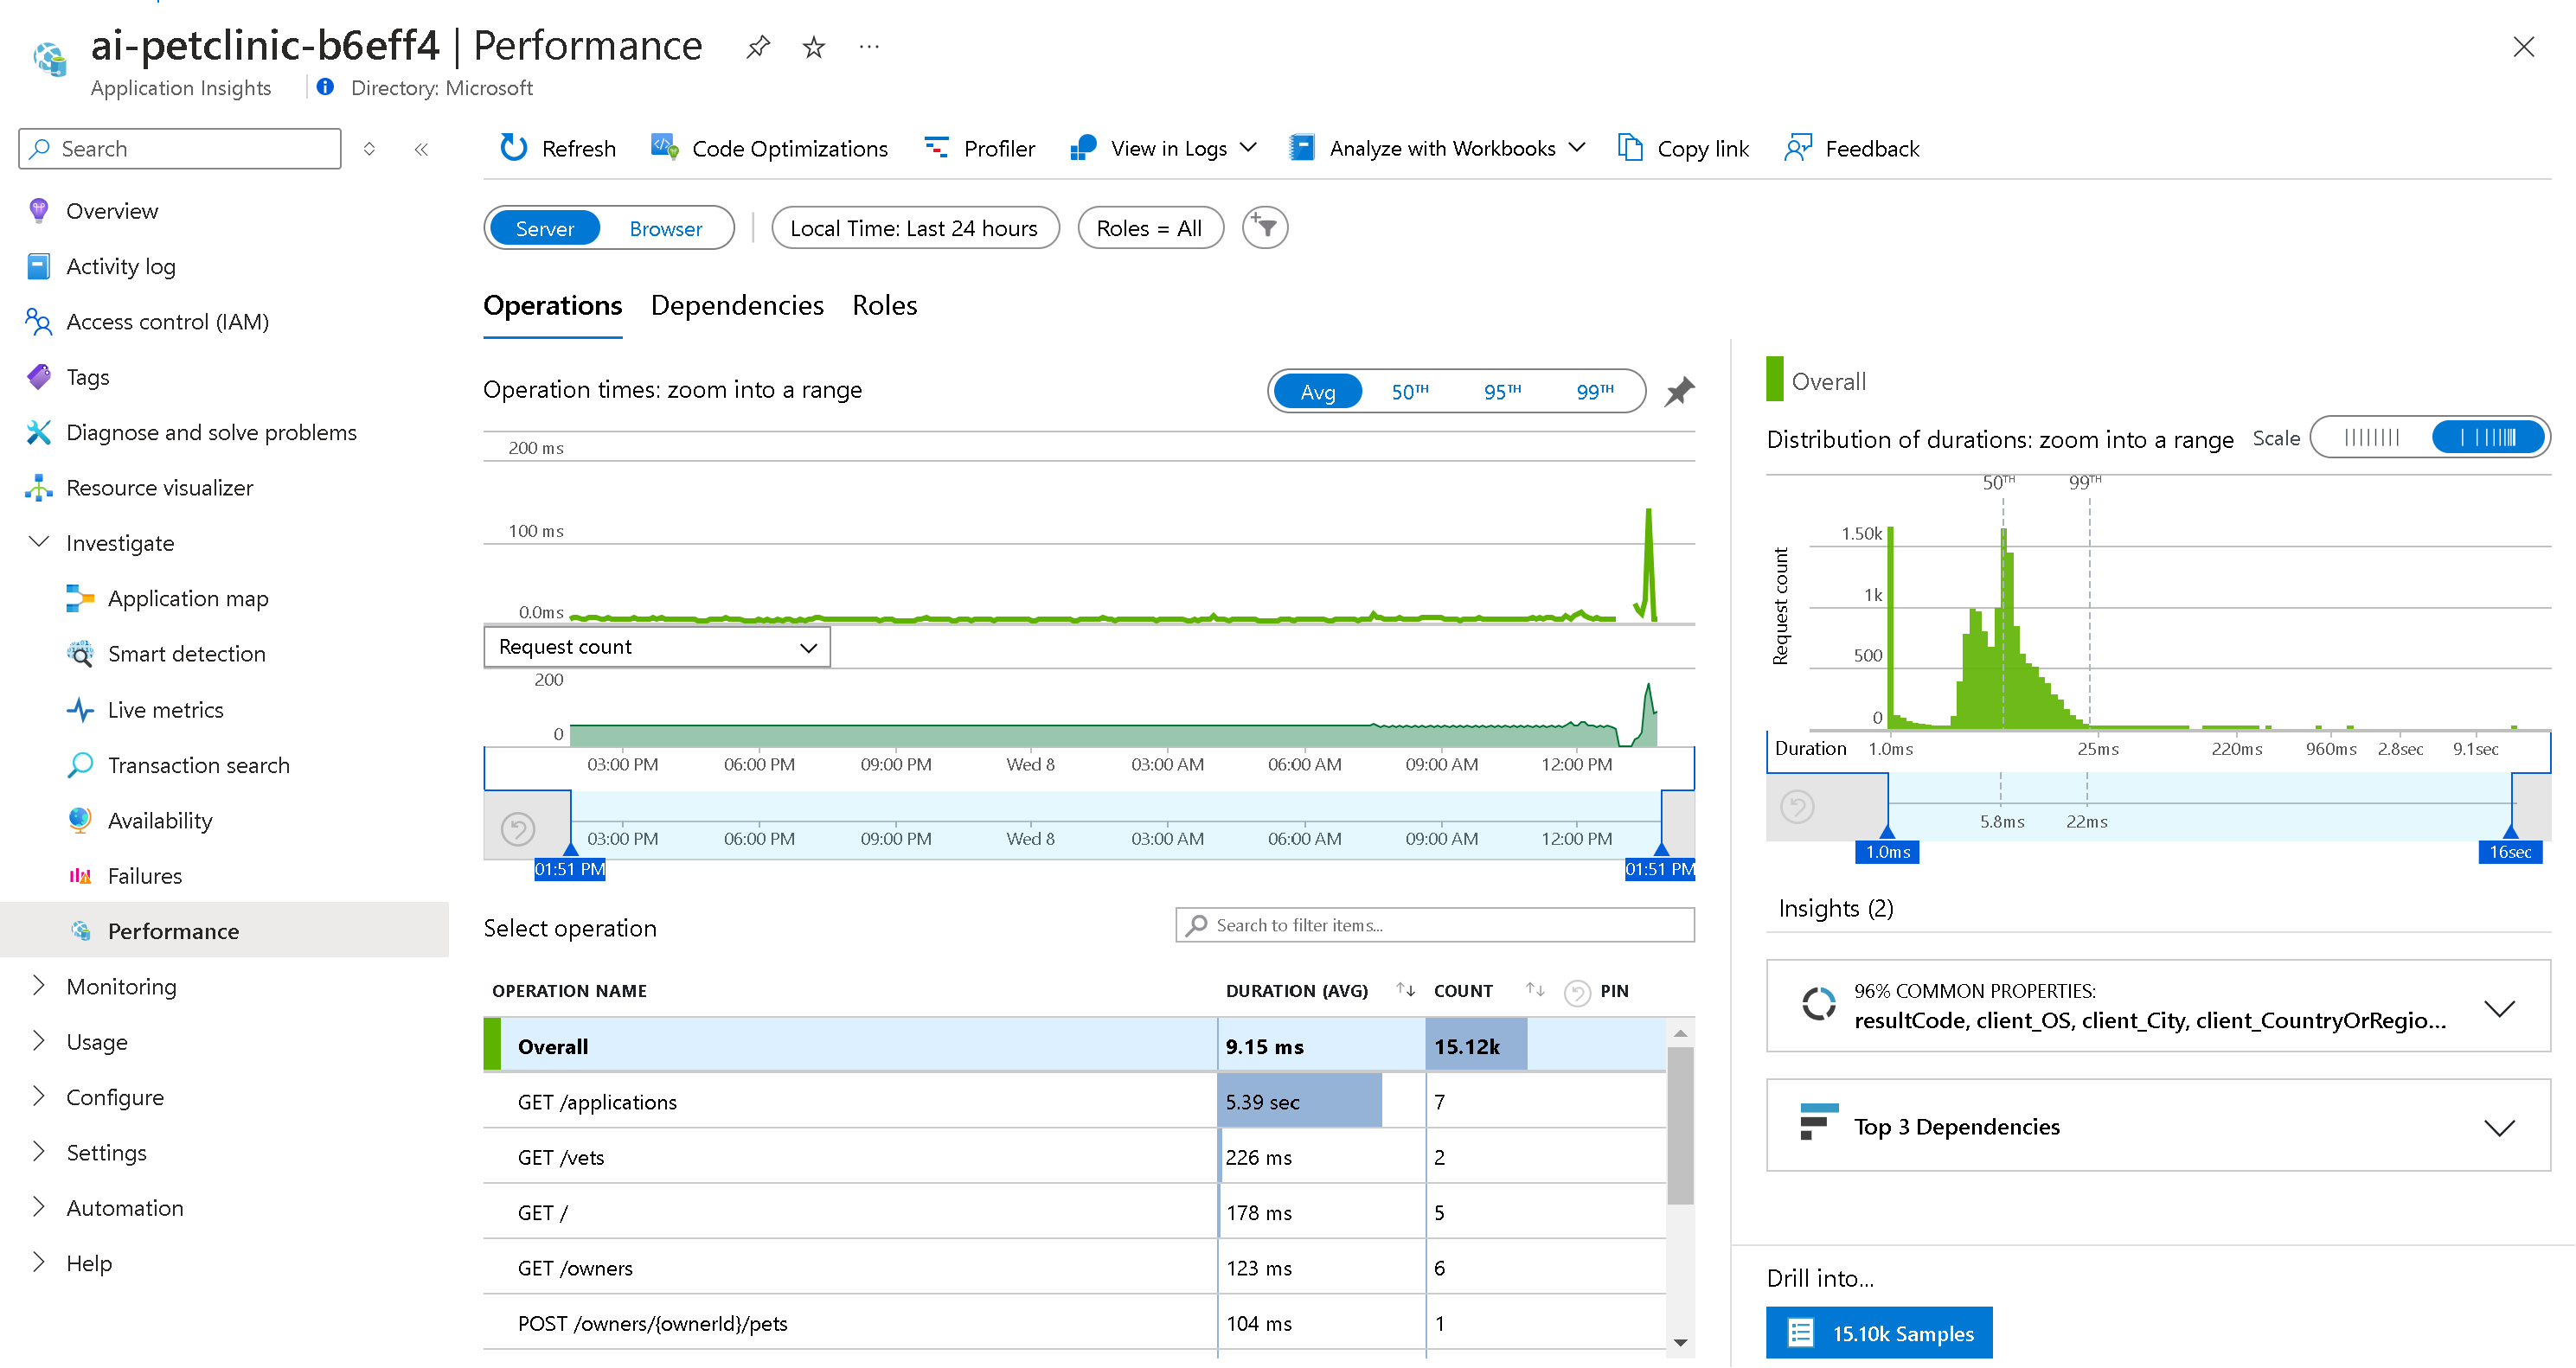 ai-petclinic-b6eff4 | Performance
Application Insights
Directory: Microsoft
Search
Refresh
Code Optimizations
Profiler
View in Logs
Analyze with Workbooks
Copy link
Feedback
Overview
Activity log
Access control (IAM)
Tags
Diagnose and solve problems
Resource visualizer
Investigate
Application map
Smart detection
Live metrics
Transaction search
Availability
Failures
Performance
Monitoring
Usage
Configure
Settings
Automation
Help
Server
Browser
Local Time: Last 24 hours
Roles = All
Operations
Dependencies
Roles
Operation times: zoom into a range
Avg
50TH
95TH
99TH
200 ms
100 ms
0.0ms
Request count
200
0
03:00 PM 06:00 PM 09:00 PM Wed 8 03:00 AM 06:00 AM 09:00 AM 12:00 PM
03:00 PM 06:00 PM 09:00 PM Wed 8 03:00 AM 06:00 AM 09:00 AM 12:00 PM
01:51 PM 01:51 PM
Select operation
Search to filter items...
OPERATION NAME DURATION (AVG) COUNT PIN
Overall 9.15 ms 15.12k
GET /applications 5.39 sec 7
GET /vets 226 ms 2
GET / 178 ms 5
GET /owners 123 ms 6
POST /owners/{ownerId}/pets 104 ms 1
Overall
Distribution of durations: zoom into a range
Scale
50TH 99TH
Request count
1.50k
1k
500
0
Duration 1.0ms 25ms 220ms 960ms 2.8sec 9.1sec
5.8ms 22ms
1.0ms 16sec
Insights (2)
96% COMMON PROPERTIES:
resultCode, client_OS, client_City, client_CountryOrRegio...
Top 3 Dependencies
Drill into...
15.10k Samples